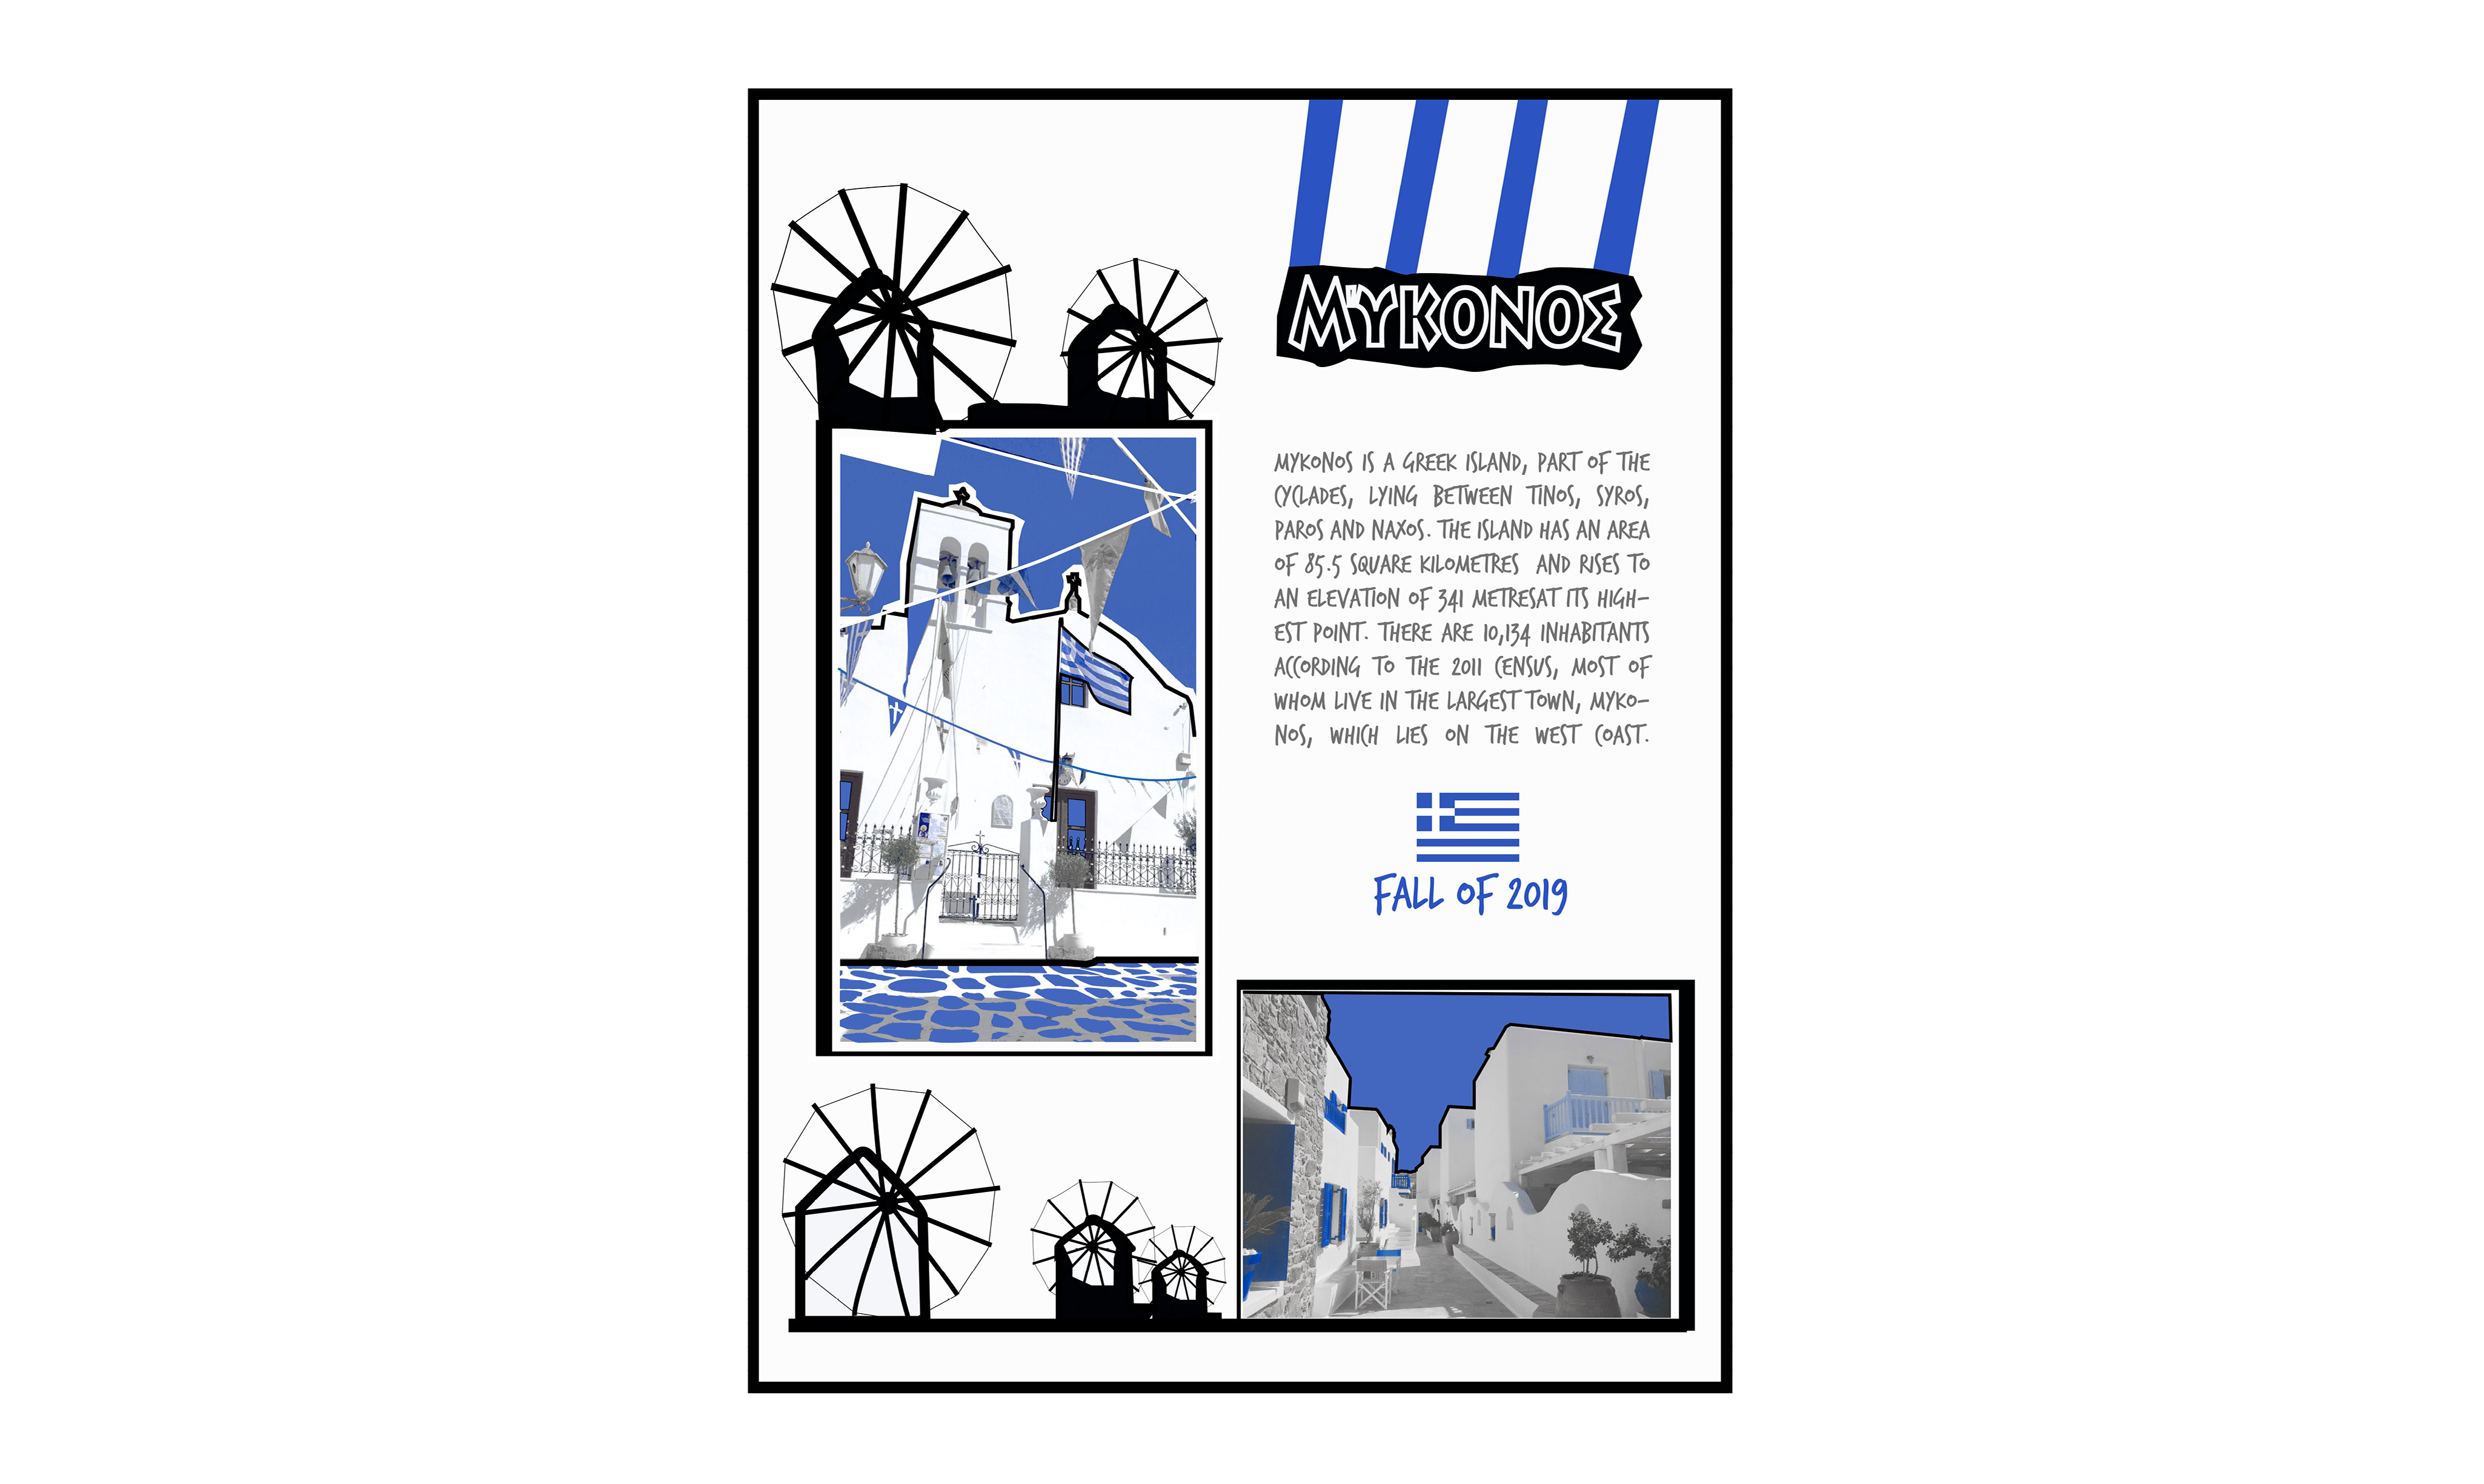 MYKONOΣ
MYKONOS IS A GREEK ISLAND, PART OF THE
CYCLADES, LYING BETWEEN TINOS, SYROS,
PAROS AND NAXOS. THE ISLAND HAS AN AREA
OF 85.5 SQUARE KILOMETRES AND RISES TO
AN ELEVATION OF 341 METRESAT ITS HIGH-
EST POINT. THERE ARE 10,134 INHABITANTS
ACCORDING TO THE 2011 CENSUS, MOST OF
WHOM LIVE IN THE LARGEST TOWN, MYKO-
NOS, WHICH LIES ON THE WEST COAST.
FALL OF 2019